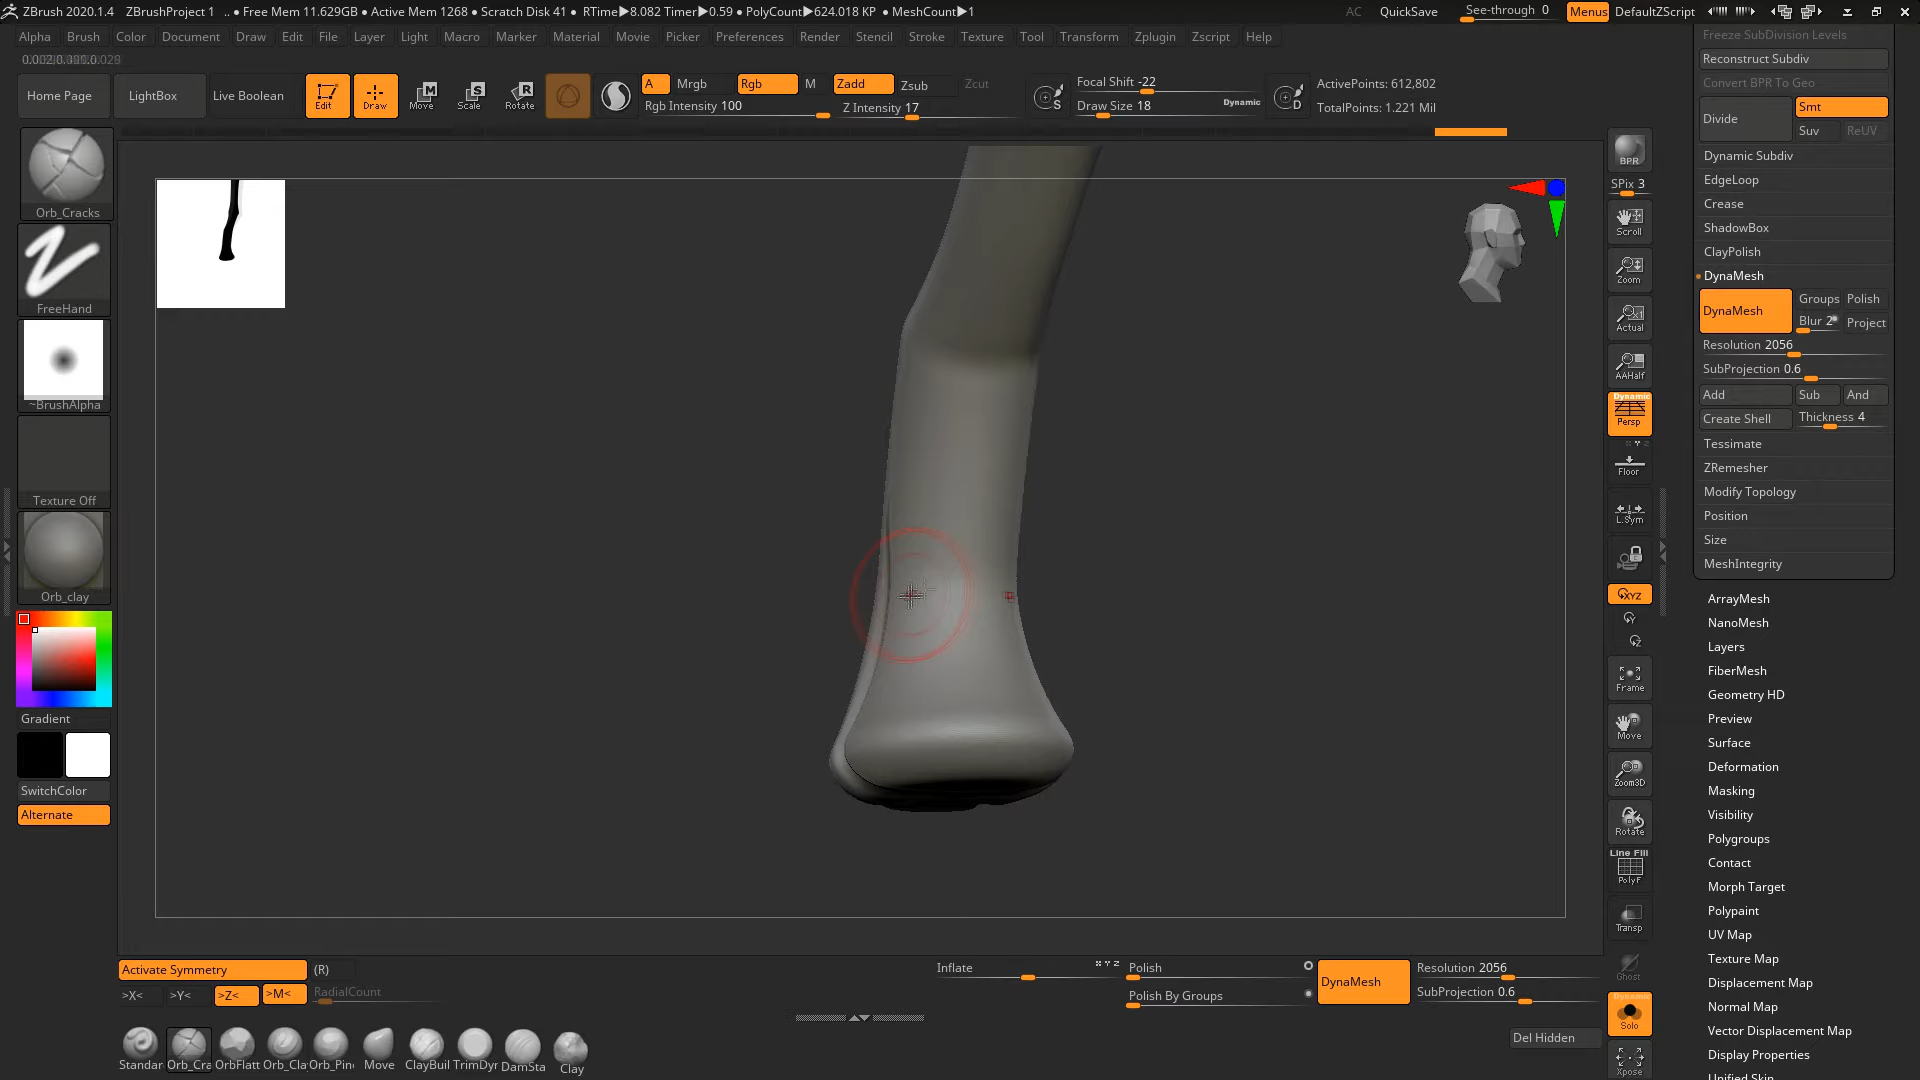 ZBrush 2020.1.4 ZBrushProject 1 .. ● Free Mem 11.629GB ● Active Mem 1268 ● Scratch Disk 41 ● RTime▶8.082 Timer▶0.59 ● PolyCount▶624.018 KP ● MeshCount▶1 AC QuickSave See-through 0 Menus DefaultZScript
Alpha Brush Color Document Draw Edit File Layer Light Macro Marker Material Movie Picker Preferences Render Stencil Stroke Texture Tool Transform Zplugin Zscript Help
Home Page LightBox Live Boolean Edit Draw Move Scale Rotate
A Mrgb Rgb M Zadd Zsub Zcut
Rgb Intensity 100 Z Intensity 17
Focal Shift -22
Draw Size 18 Dynamic
ActivePoints: 612,802
TotalPoints: 1.221 Mil
Orb_Cracks
FreeHand
~BrushAlpha
Texture Off
Orb_clay
Gradient
SwitchColor
Alternate
BPR
SPix 3
Scroll
Zoom
Actual
AAHalf
Dynamic
Persp
Floor
L.Sym
XYZ
Frame
Move
Zoom3D
Rotate
Line Fill
PolyF
Transp
Ghost
Dynamic
Solo
Xpose
Freeze SubDivision Levels
Reconstruct Subdiv
Convert BPR To Geo
Divide Smt
Suv ReUV
Dynamic Subdiv
EdgeLoop
Crease
ShadowBox
ClayPolish
DynaMesh
DynaMesh Groups Polish
Blur 2 Project
Resolution 2056
SubProjection 0.6
Add Sub And
Create Shell Thickness 4
Tessimate
ZRemesher
Modify Topology
Position
Size
MeshIntegrity
ArrayMesh
NanoMesh
Layers
FiberMesh
Geometry HD
Preview
Surface
Deformation
Masking
Visibility
Polygroups
Contact
Morph Target
Polypaint
UV Map
Texture Map
Displacement Map
Normal Map
Vector Displacement Map
Display Properties
Unified Skin
Activate Symmetry (R)
>X< >Y< >Z< >M< RadialCount
Inflate Polish
Polish By Groups
DynaMesh
Resolution 2056
SubProjection 0.6
Del Hidden
Standar Orb_Cra OrbFlatt Orb_Cla Orb_Pin Move ClayBuil TrimDyr DamSta Clay